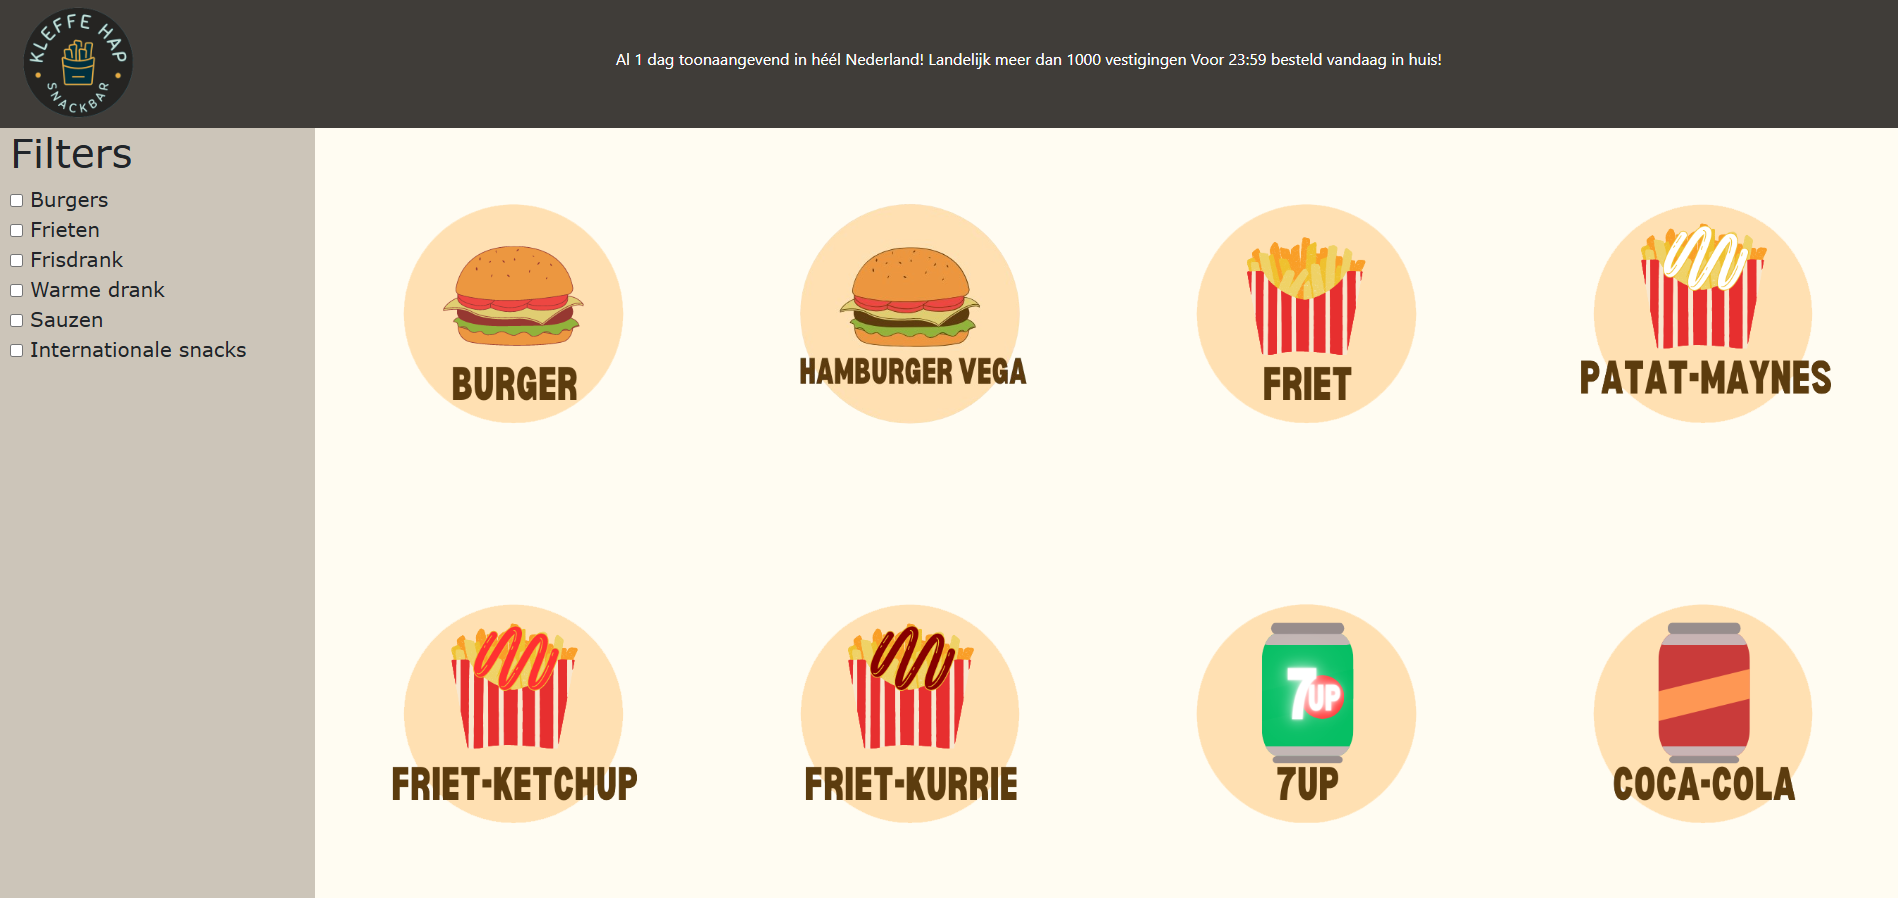 KLEFFE HAP
SNACKBAR
Al 1 dag toonaangevend in héél Nederland! Landelijk meer dan 1000 vestigingen Voor 23:59 besteld vandaag in huis!
Filters
Burgers
Frieten
Frisdrank
Warme drank
Sauzen
Internationale snacks
BURGER
HAMBURGER VEGA
FRIET
PATAT-MAYNES
FRIET-KETCHUP
FRIET-KURRIE
7UP
7UP
COCA-COLA